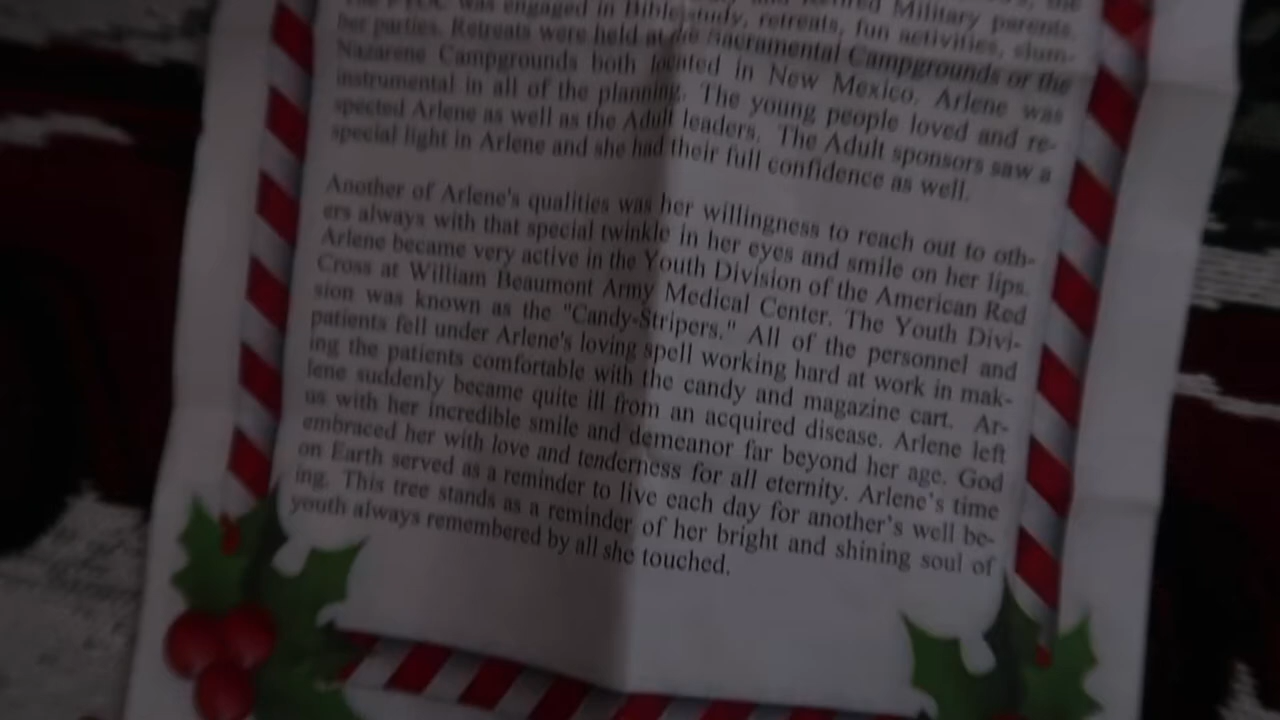 was engaged in Bible study, retreats, fun activities, slum-
ber parties. Retreats were held at the Sacramental Campgrounds or the
Nazarene Campgrounds both located in New Mexico. Arlene was
instrumental in all of the planning. The young people loved and re-
spected Arlene as well as the Adult leaders. The Adult sponsors saw a
special light in Arlene and she had their full confidence as well.
Another of Arlene's qualities was her willingness to reach out to oth-
ers always with that special twinkle in her eyes and smile on her lips.
Arlene became very active in the Youth Division of the American Red
Cross at William Beaumont Army Medical Center. The Youth Divi-
sion was known as the "Candy-Stripers." All of the personnel and
patients fell under Arlene's loving spell working hard at work in mak-
ing the patients comfortable with the candy and magazine cart. Ar-
lene suddenly became quite ill from an acquired disease. Arlene left
us with her incredible smile and demeanor far beyond her age. God
embraced her with love and tenderness for all eternity. Arlene's time
on Earth served as a reminder to live each day for another's well be-
ing. This tree stands as a reminder of her bright and shining soul of
youth always remembered by all she touched.